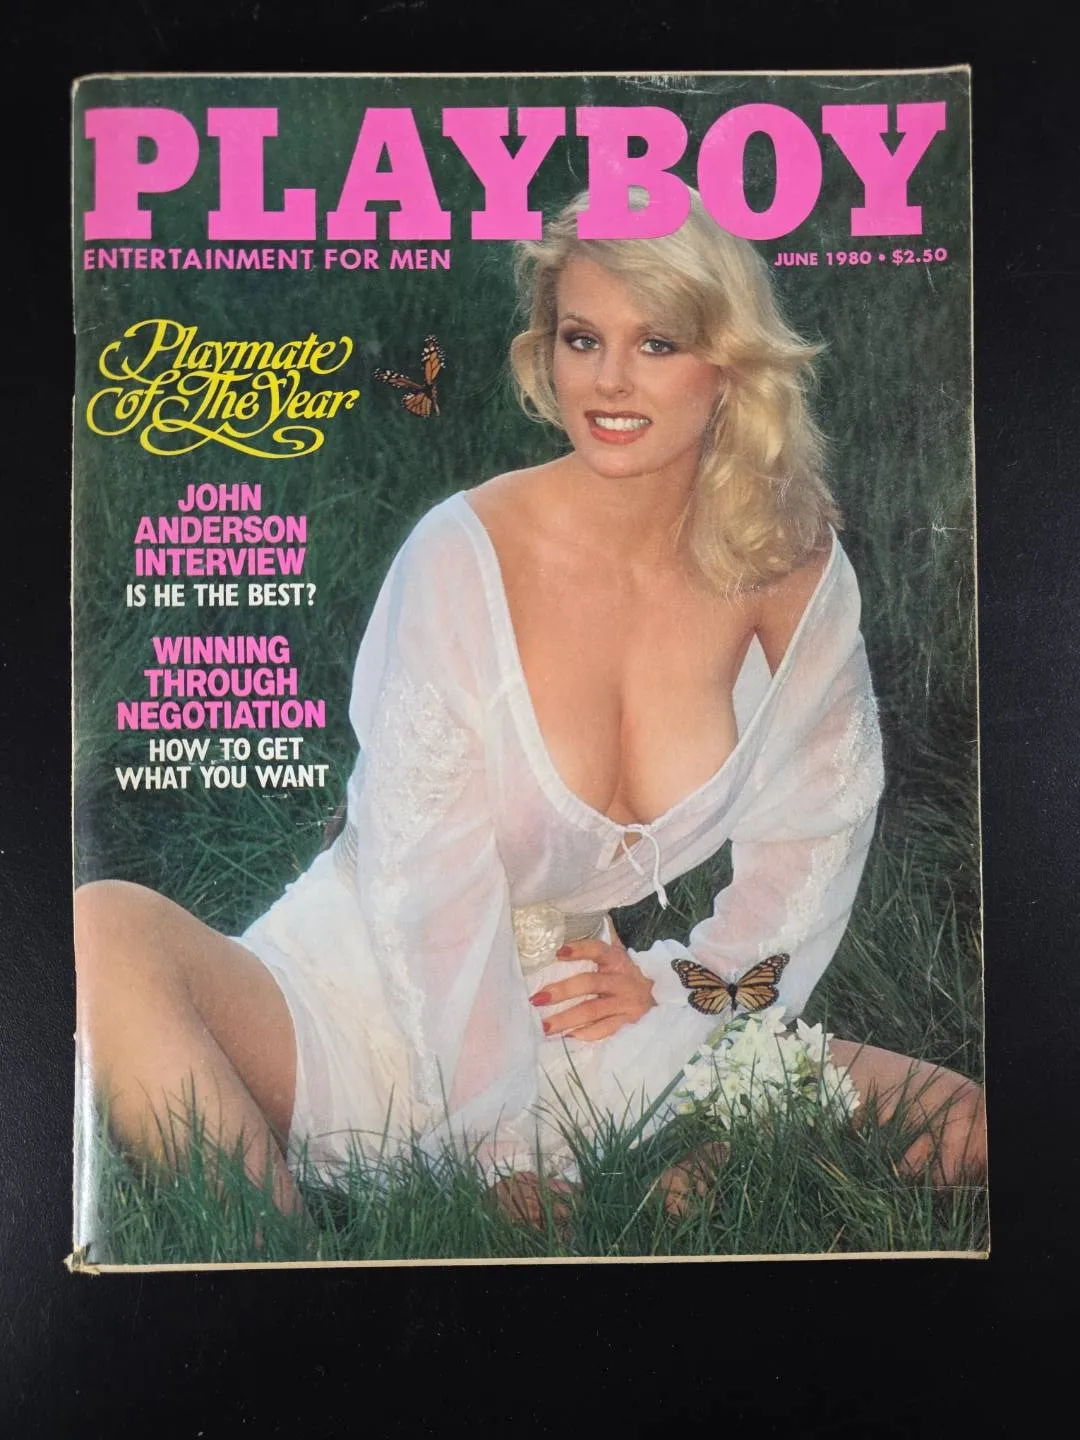 PLAYBOY
ENTERTAINMENT FOR MEN
JUNE 1980 • $2.50
Playmate
of The Year
JOHN
ANDERSON
INTERVIEW
IS HE THE BEST?
WINNING
THROUGH
NEGOTIATION
HOW TO GET
WHAT YOU WANT